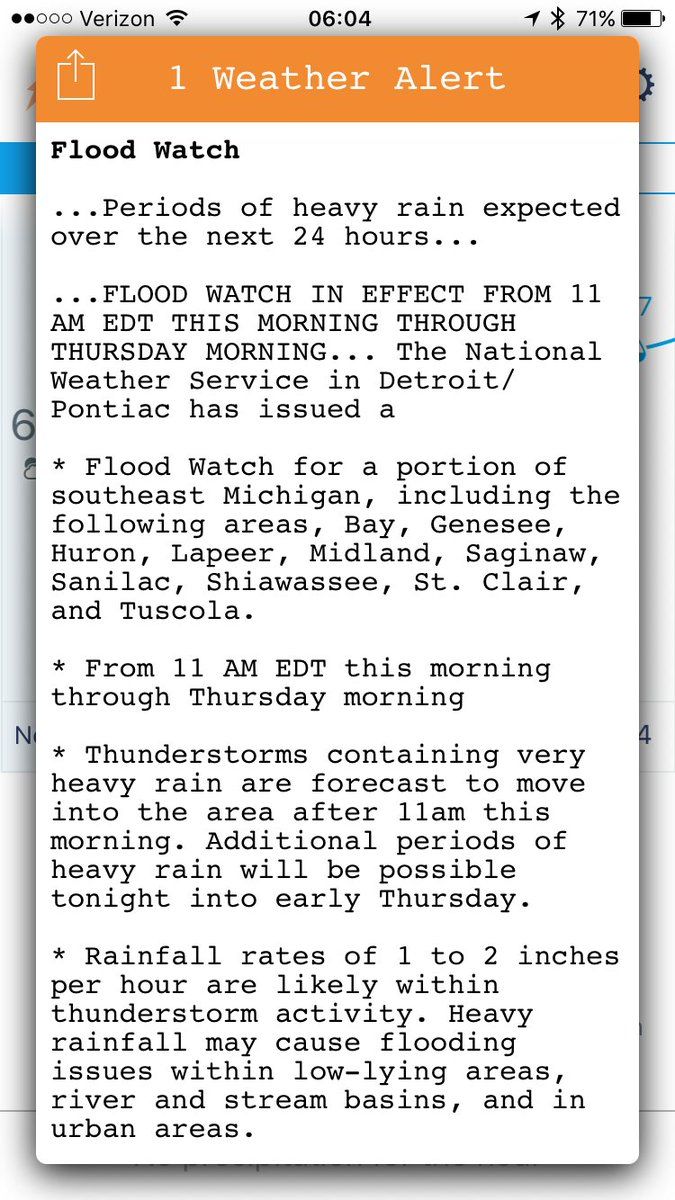 Verizon 06:04 71%
1 Weather Alert
Flood Watch
...Periods of heavy rain expected
over the next 24 hours...
...FLOOD WATCH IN EFFECT FROM 11
AM EDT THIS MORNING THROUGH
THURSDAY MORNING... The National
Weather Service in Detroit/
Pontiac has issued a
* Flood Watch for a portion of
southeast Michigan, including the
following areas, Bay, Genesee,
Huron, Lapeer, Midland, Saginaw,
Sanilac, Shiawassee, St. Clair,
and Tuscola.
* From 11 AM EDT this morning
through Thursday morning
* Thunderstorms containing very
heavy rain are forecast to move
into the area after 11am this
morning. Additional periods of
heavy rain will be possible
tonight into early Thursday.
* Rainfall rates of 1 to 2 inches
per hour are likely within
thunderstorm activity. Heavy
rainfall may cause flooding
issues within low-lying areas,
river and stream basins, and in
urban areas.